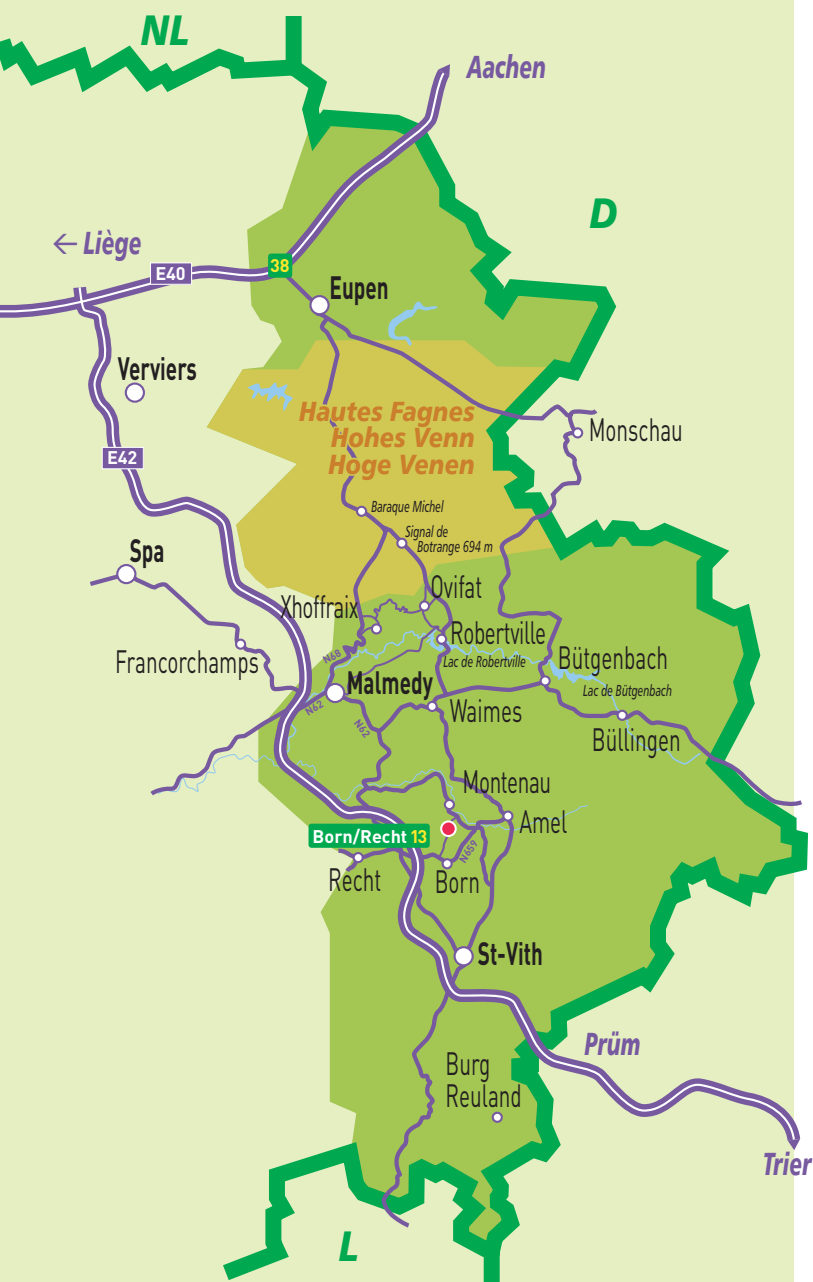 NL
Aachen
D
← Liège
E40
38
Eupen
Verviers
Hautes Fagnes
Hohes Venn
Hoge Venen
Monschau
E42
Baraque Michel
Signal de
Botrange 694 m
Spa
Ovifat
Xhoffraix
Robertville
N68
Lac de Robertville
Bütgenbach
Francorchamps
Malmedy
Lac de Bütgenbach
N62
N62
Waimes
Büllingen
Montenau
Amel
Born/Recht 13
N659
Recht
Born
St-Vith
Prüm
Burg
Reuland
Trier
L